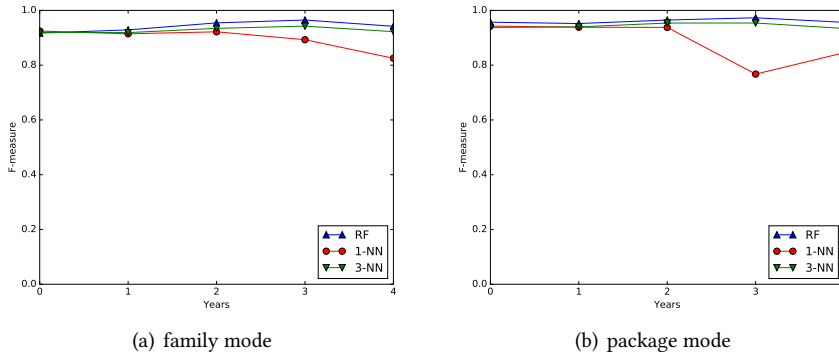 1.0
0.8
0.6
0.4
0.2
0.0
F-measure
0 1 2 3 4
Years
RF
1-NN
3-NN
(a) family mode
1.0
0.8
0.6
0.4
0.2
0.0
F-measure
0 1 2 3
Years
RF
1-NN
3-NN
(b) package mode